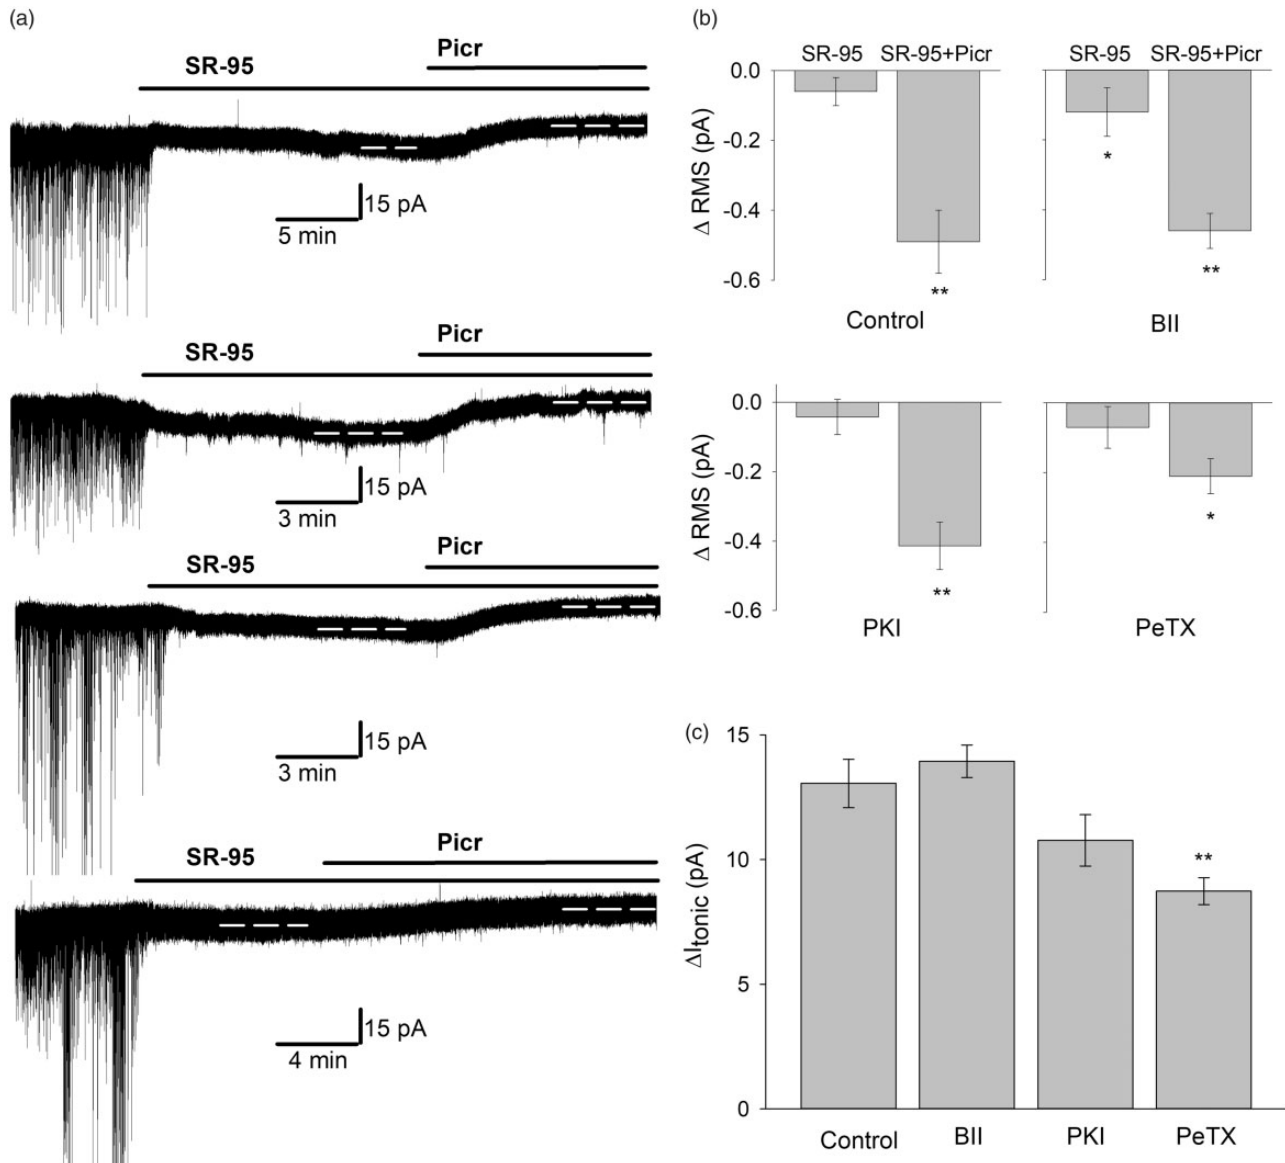 (a)
Picr
SR-95
15 pA
5 min
Picr
SR-95
15 pA
3 min
Picr
SR-95
15 pA
3 min
Picr
SR-95
15 pA
4 min
(b)
SR-95 SR-95+Picr
0.0
-0.2
-0.4
-0.6
Δ RMS (pA)
*
**
Control
SR-95 SR-95+Picr
*
**
BII
0.0
-0.2
-0.4
-0.6
Δ RMS (pA)
**
PKI
*
PeTX
(c)
15
10
5
0
ΔItonic (pA)
**
Control BII PKI PeTX